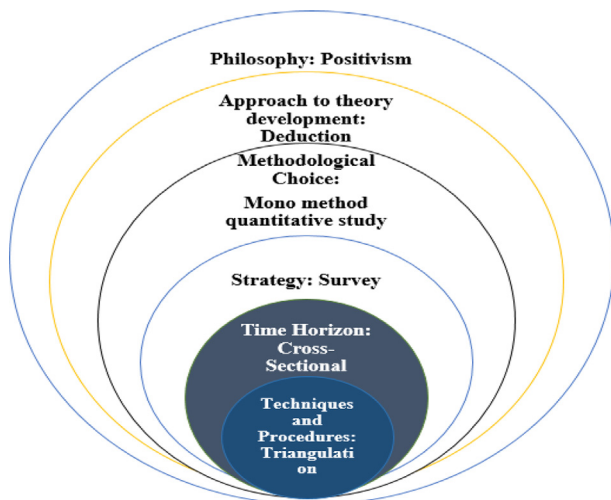 Philosophy: Positivism
Approach to theory
development:
Deduction
Methodological
Choice:
Mono method
quantitative study
Strategy: Survey
Time Horizon:
Cross-
Sectional
Techniques
and
Procedures:
Triangulati
on